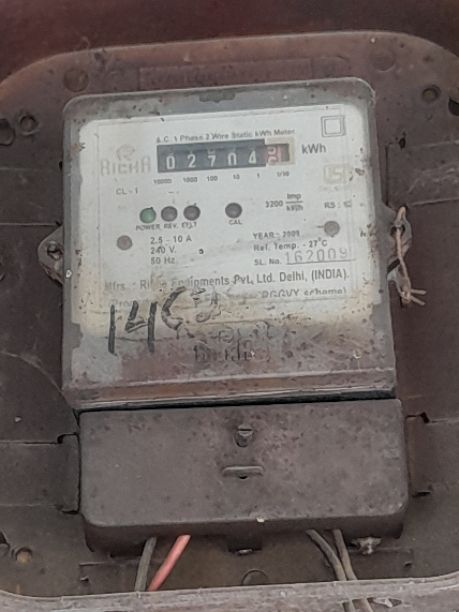 A.C. 1 Phase 2 Wire Static kWh Meter
RICHA
02704 kWh
10000 1000 100 10 1 1/10
CL-1
3200 imp/kWh
POWER REV. E/LT CAL
2.5 - 10 A
240 V.
50 Hz
YEAR: 2009
Ref. Temp. - 27°C
SL. No. 162009
Mfrs. : Equipments Pvt. Ltd. Delhi, (INDIA).
RGGVY scheme)